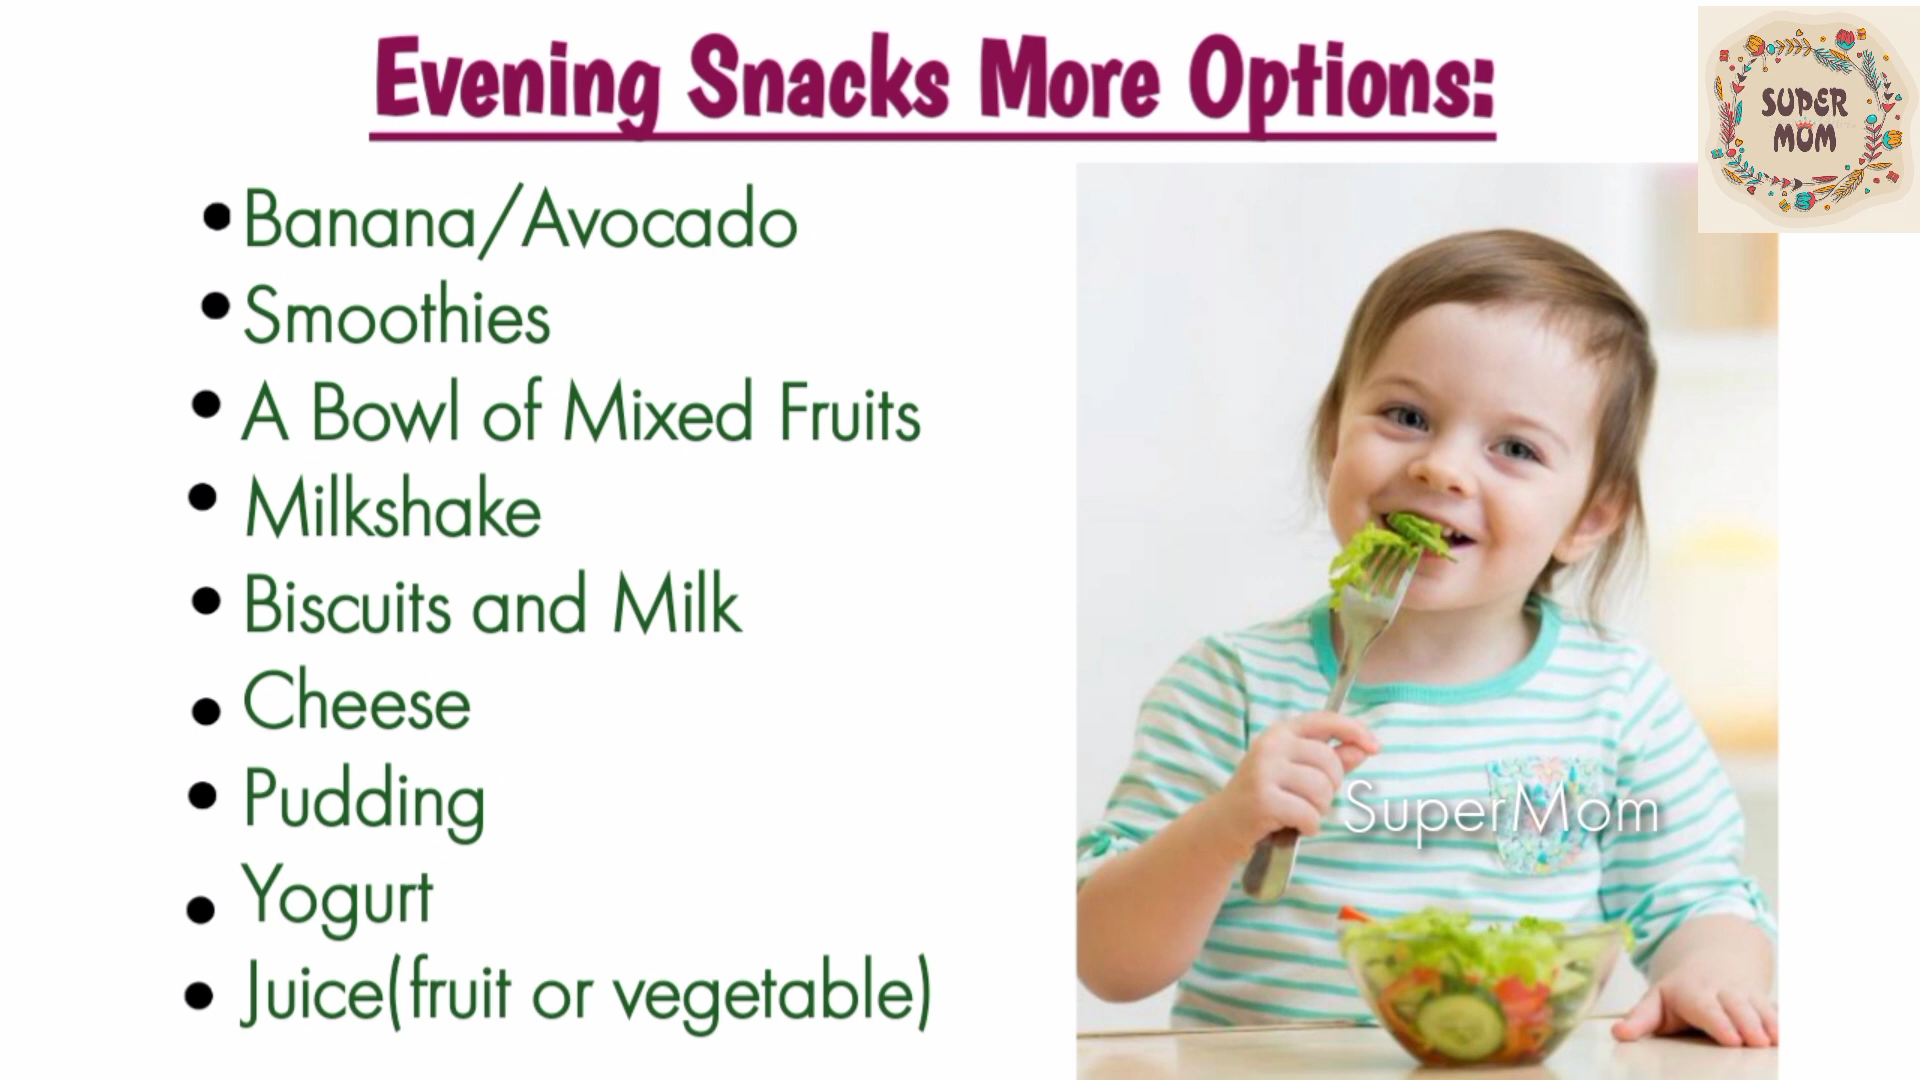 Evening Snacks More Options:
SUPER
MOM
• Banana/Avocado
• Smoothies
• A Bowl of Mixed Fruits
• Milkshake
• Biscuits and Milk
• Cheese
• Pudding
• Yogurt
• Juice(fruit or vegetable)
SuperMom